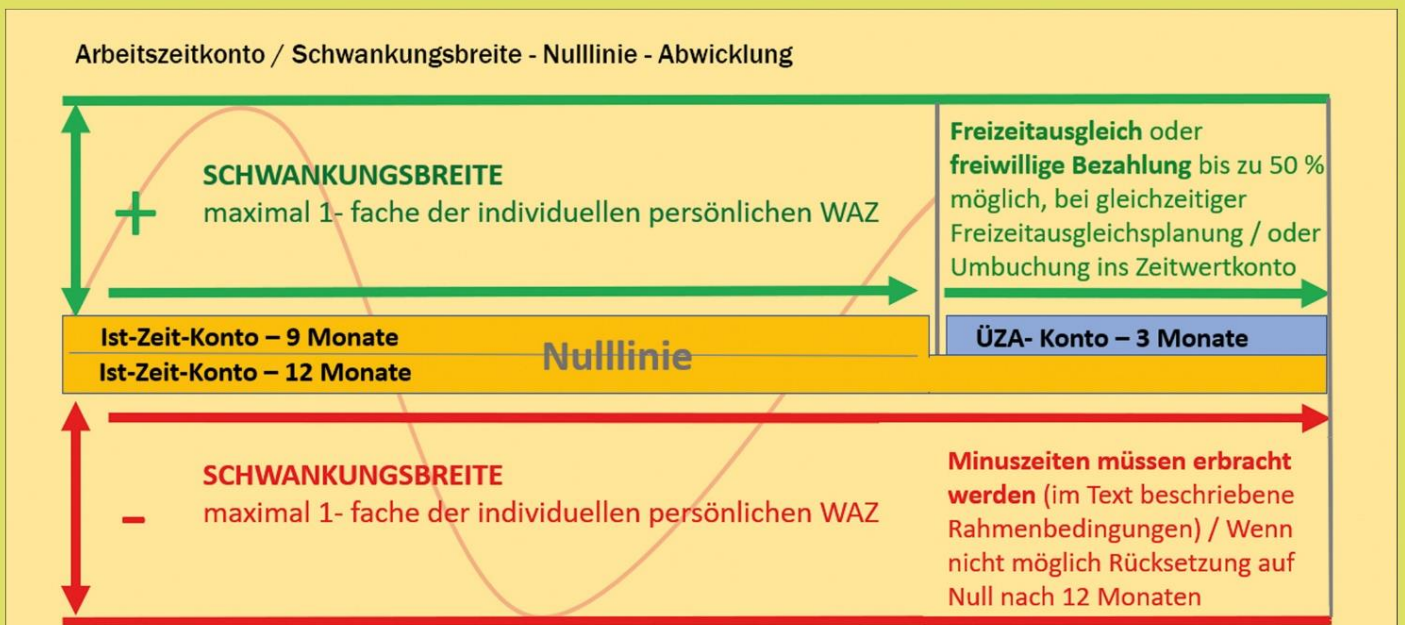 Arbeitszeitkonto / Schwankungsbreite - Nulllinie - Abwicklung
+
SCHWANKUNGSBREITE
maximal 1- fache der individuellen persönlichen WAZ
Freizeitausgleich oder
freiwillige Bezahlung bis zu 50 %
möglich, bei gleichzeitiger
Freizeitausgleichsplanung / oder
Umbuchung ins Zeitwertkonto
Ist-Zeit-Konto – 9 Monate
Nulllinie
ÜZA- Konto – 3 Monate
Ist-Zeit-Konto – 12 Monate
-
SCHWANKUNGSBREITE
maximal 1- fache der individuellen persönlichen WAZ
Minuszeiten müssen erbracht
werden (im Text beschriebene
Rahmenbedingungen) / Wenn
nicht möglich Rücksetzung auf
Null nach 12 Monaten